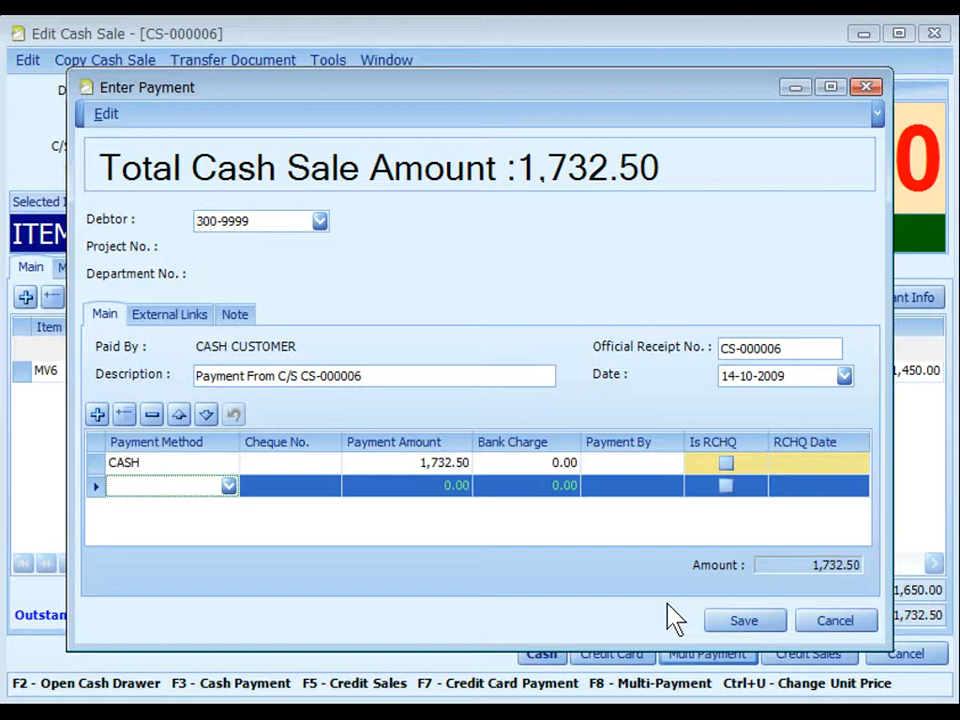 Edit Cash Sale - [CS-000006]
Edit Copy Cash Sale Transfer Document Tools Window
Enter Payment
Edit
Total Cash Sale Amount :1,732.50
0
Debtor : 300-9999
Selected
Project No. :
ITEM
Department No. :
Main
Main External Links Note
Info
Paid By : CASH CUSTOMER Official Receipt No. : CS-000006
Item
Description : Payment From C/S CS-000006 Date : 14-10-2009
MV6 1,450.00
Payment Method Cheque No. Payment Amount Bank Charge Payment By Is RCHQ RCHQ Date
CASH 1,732.50 0.00
0.00 0.00
Amount : 1,732.50
1,650.00
Save Cancel
1,732.50
Cash Credit Card Multi Payment Credit Sales Cancel
F2 - Open Cash Drawer F3 - Cash Payment F5 - Credit Sales F7 - Credit Card Payment F8 - Multi-Payment Ctrl+U - Change Unit Price